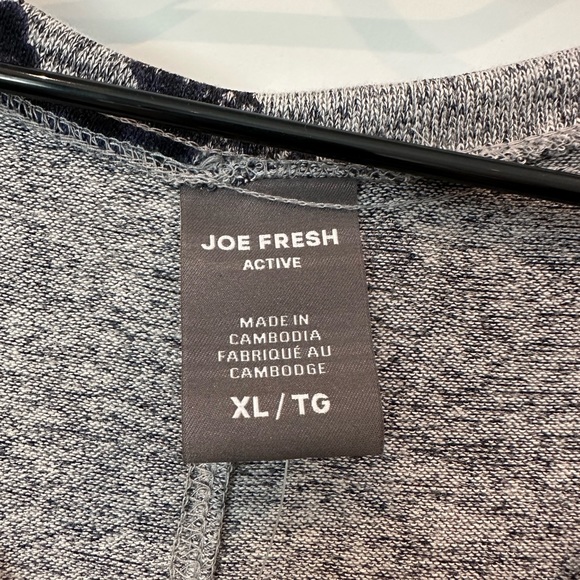 JOE FRESH
ACTIVE
MADE IN
CAMBODIA
FABRIQUÉ AU
CAMBODGE
XL / TG